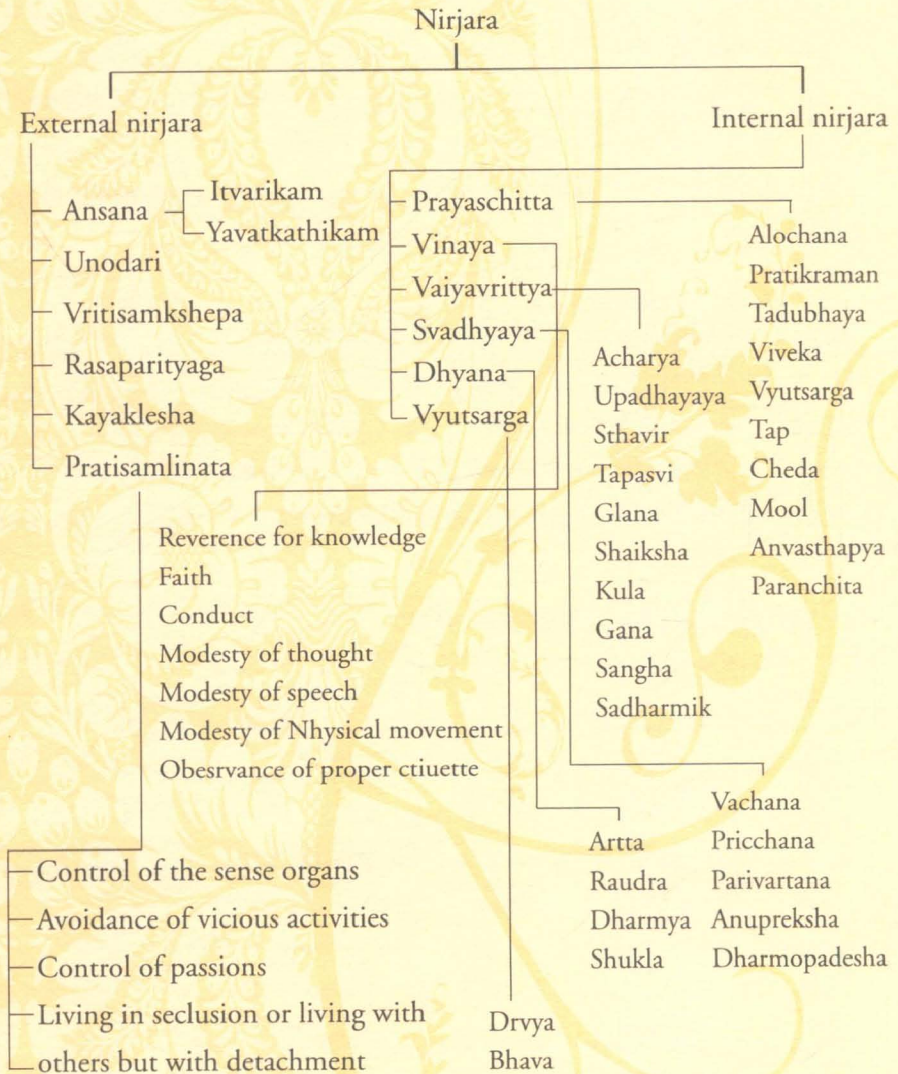 Nirjara
External nirjara
Internal nirjara
Ansana
Itvarikam
Yavatkathikam
Unodari
Vritisamkshepa
Rasaparityaga
Kayaklesha
Pratisamlinata
Prayaschitta
Vinaya
Vaiyavrittya
Svadhyaya
Dhyana
Vyutsarga
Alochana
Pratikraman
Tadubhaya
Viveka
Vyutsarga
Tap
Cheda
Mool
Anvasthapya
Paranchita
Acharya
Upadhayaya
Sthavir
Tapasvi
Glana
Shaiksha
Kula
Gana
Sangha
Sadharmik
Reverence for knowledge
Faith
Conduct
Modesty of thought
Modesty of speech
Modesty of Nhysical movement
Obesrvance of proper ctiuette
Vachana
Pricchana
Parivartana
Anupreksha
Dharmopadesha
Artta
Raudra
Dharmya
Shukla
Control of the sense organs
Avoidance of vicious activities
Control of passions
Living in seclusion or living with
others but with detachment
Drvya
Bhava